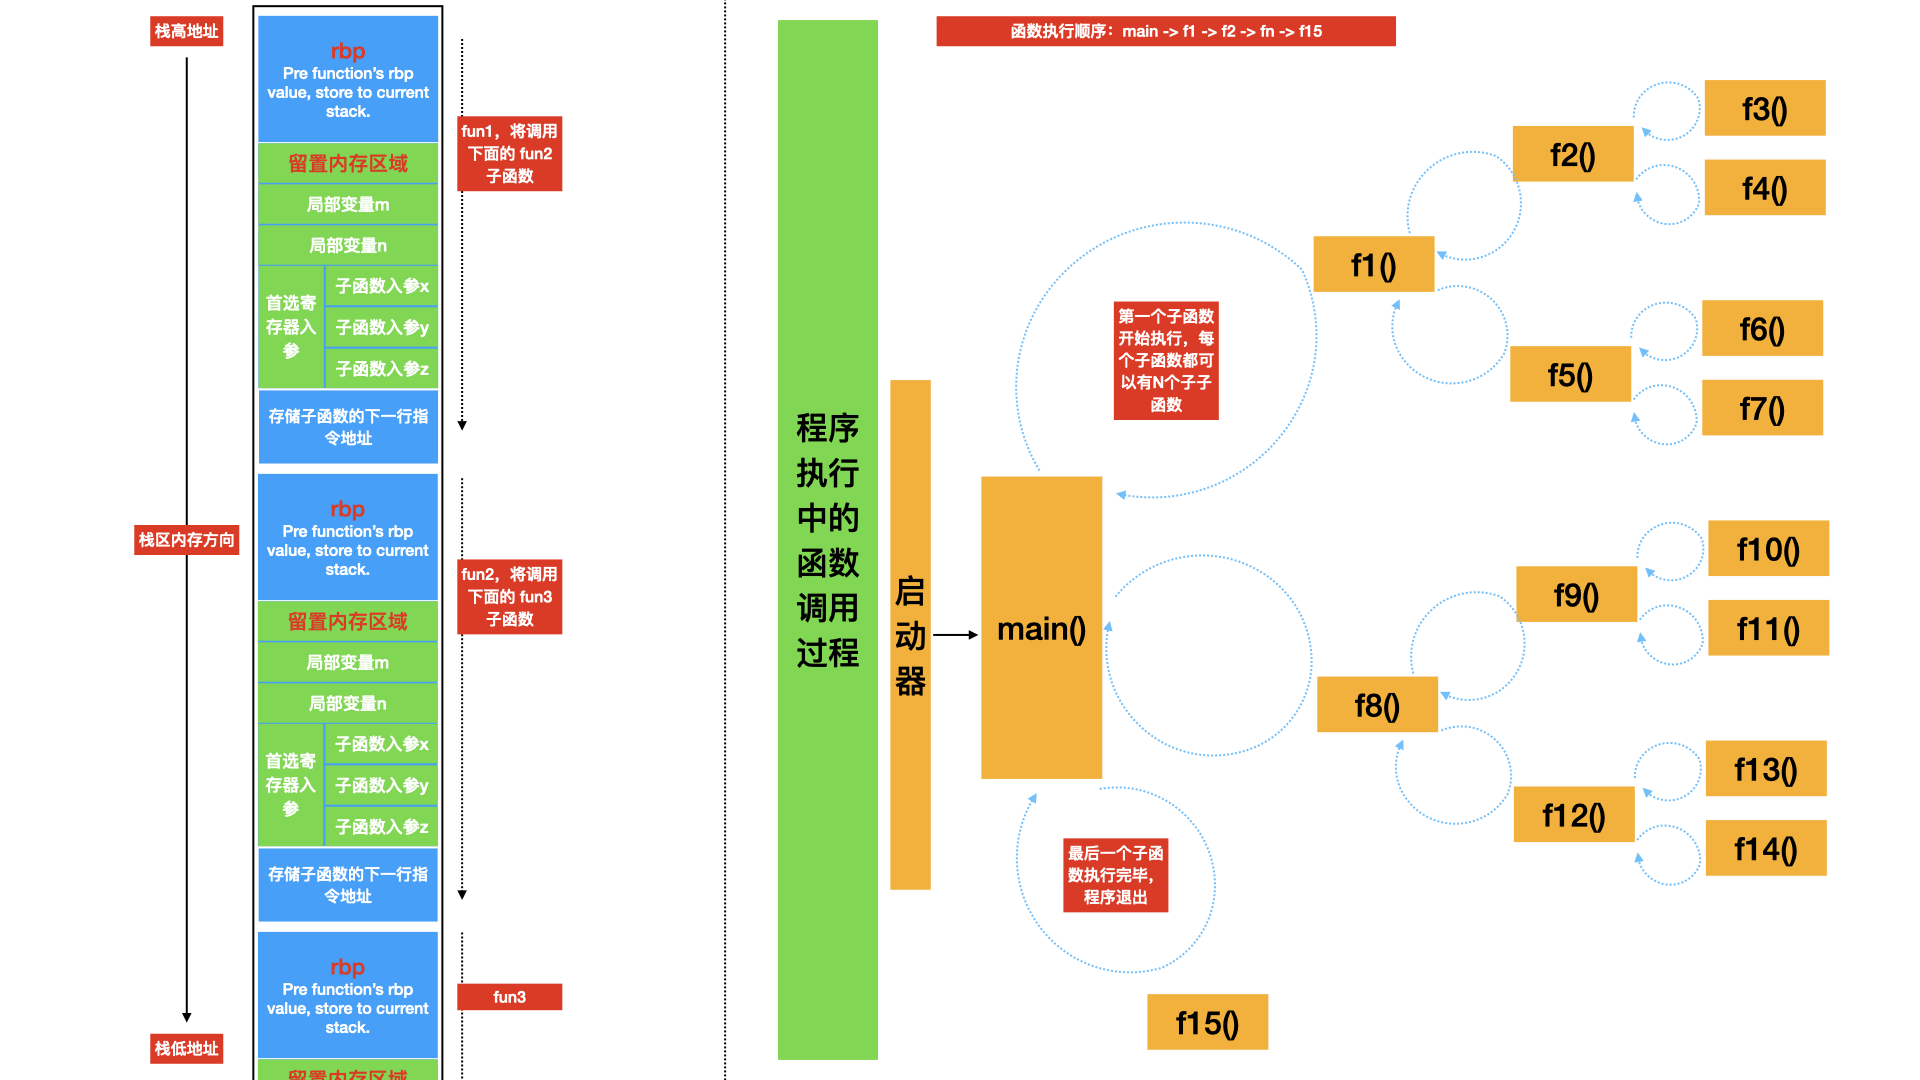 栈高地址
栈区内存方向
栈低地址
rbp
Pre function’s rbp
value, store to current
stack.
留置内存区域
局部变量m
局部变量n
首选寄
存器入
参
子函数入参x
子函数入参y
子函数入参z
存储子函数的下一行指
令地址
fun1，将调用
下面的 fun2
子函数
rbp
Pre function’s rbp
value, store to current
stack.
留置内存区域
局部变量m
局部变量n
首选寄
存器入
参
子函数入参x
子函数入参y
子函数入参z
存储子函数的下一行指
令地址
fun2，将调用
下面的 fun3
子函数
rbp
Pre function’s rbp
value, store to current
stack.
留置内存区域
fun3
程序
执行
中的
函数
调用
过程
启
动
器
函数执行顺序：main -> f1 -> f2 -> fn -> f15
main()
第一个子函数
开始执行，每
个子函数都可
以有N个子子
函数
最后一个子函
数执行完毕，
程序退出
f1()
f2()
f3()
f4()
f5()
f6()
f7()
f8()
f9()
f10()
f11()
f12()
f13()
f14()
f15()